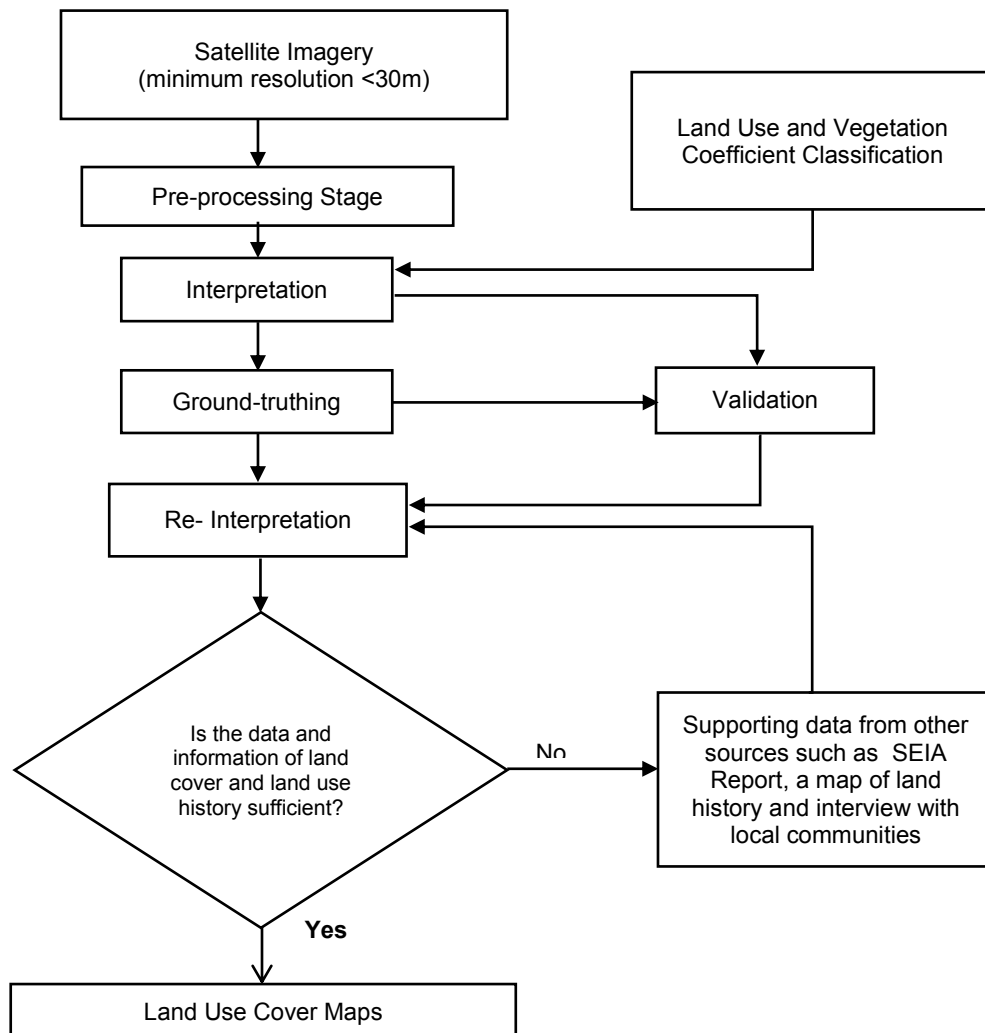 Satellite Imagery
(minimum resolution <30m)
Land Use and Vegetation
Coefficient Classification
Pre-processing Stage
Interpretation
Ground-truthing
Validation
Re- Interpretation
Is the data and
information of land
cover and land use
history sufficient?
No
Supporting data from other
sources such as SEIA
Report, a map of land
history and interview with
local communities
Yes
Land Use Cover Maps